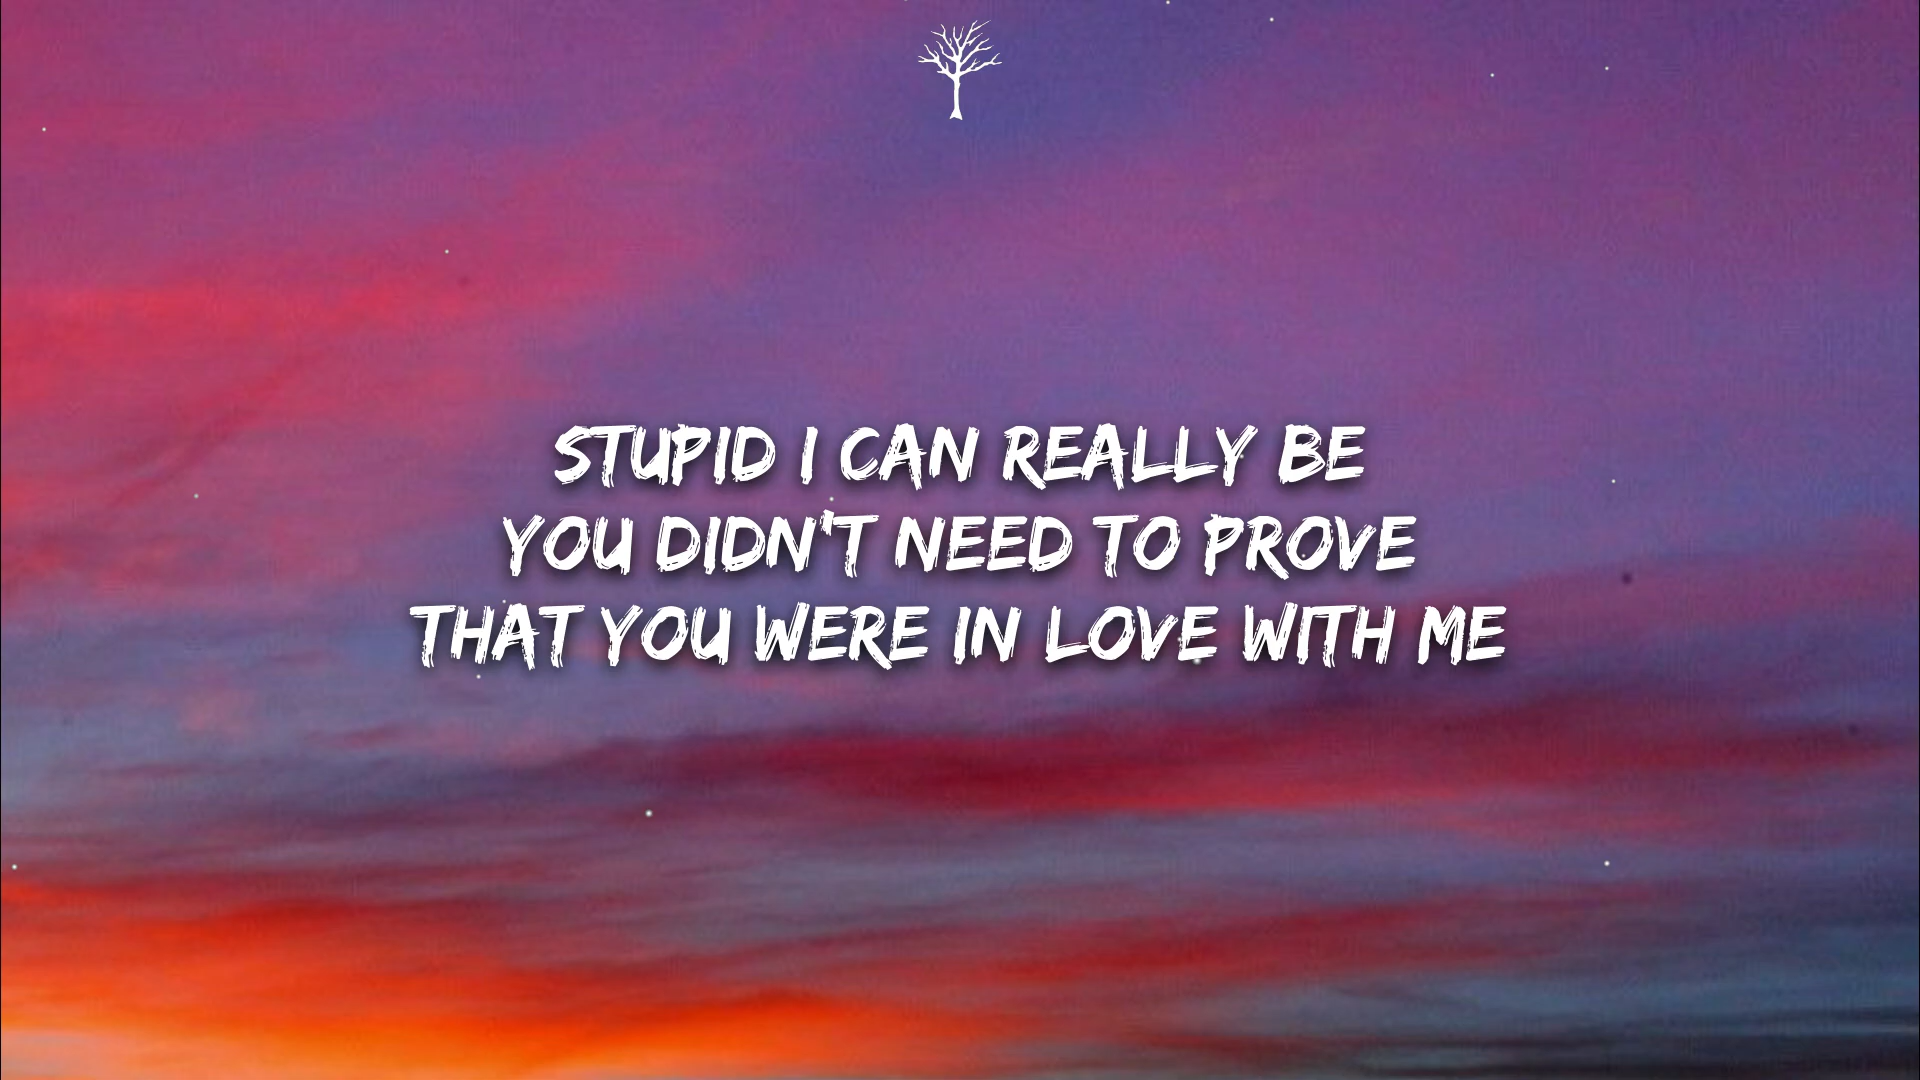 STUPID I CAN REALLY BE
YOU DIDN'T NEED TO PROVE
THAT YOU WERE IN LOVE WITH ME